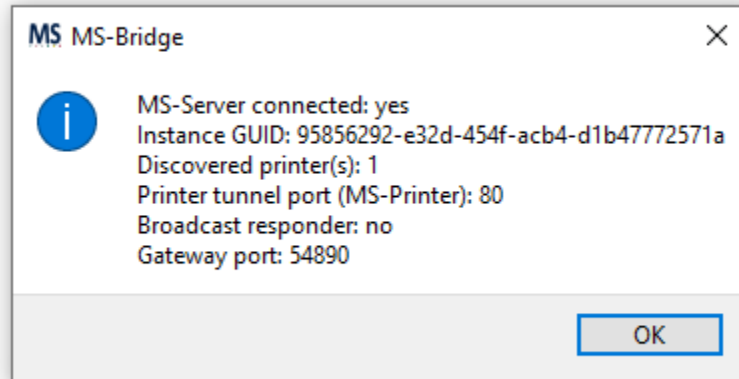 MS MS-Bridge
MS-Server connected: yes
Instance GUID: 95856292-e32d-454f-acb4-d1b47772571a
Discovered printer(s): 1
Printer tunnel port (MS-Printer): 80
Broadcast responder: no
Gateway port: 54890
OK